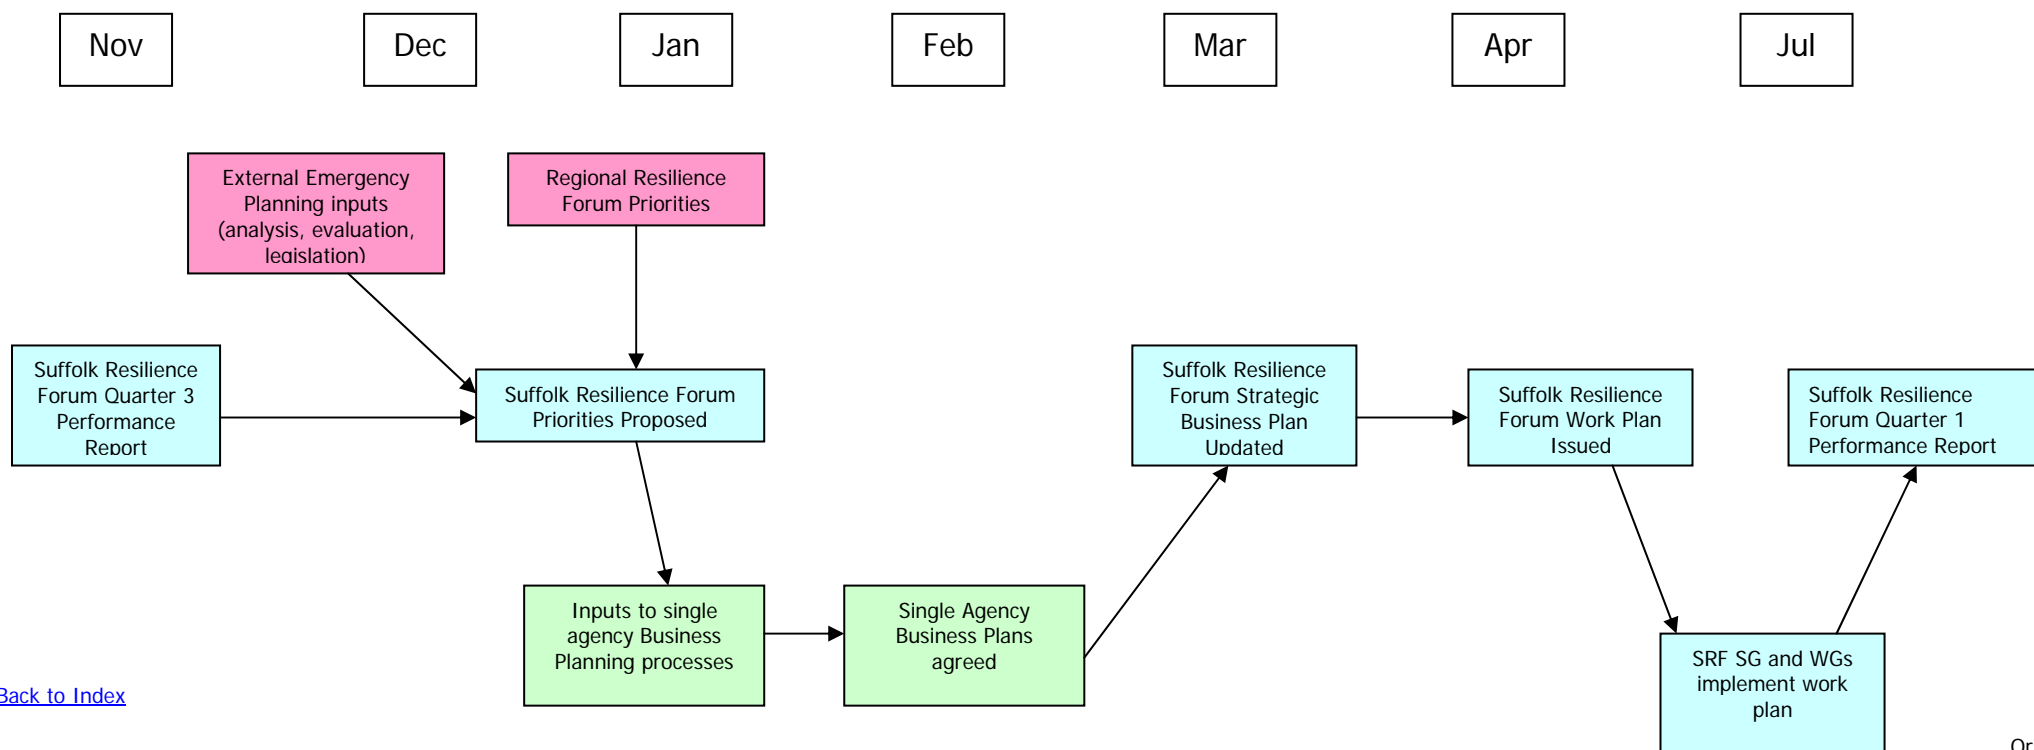 Nov
Dec
Jan
Feb
Mar
Apr
Jul
External Emergency
Planning inputs
(analysis, evaluation,
legislation)
Regional Resilience
Forum Priorities
Suffolk Resilience
Forum Quarter 3
Performance
Report
Suffolk Resilience Forum
Priorities Proposed
Suffolk Resilience
Forum Strategic
Business Plan
Updated
Suffolk Resilience
Forum Work Plan
Issued
Suffolk Resilience
Forum Quarter 1
Performance Report
Inputs to single
agency Business
Planning processes
Single Agency
Business Plans
agreed
SRF SG and WGs
implement work
plan
Back to Index